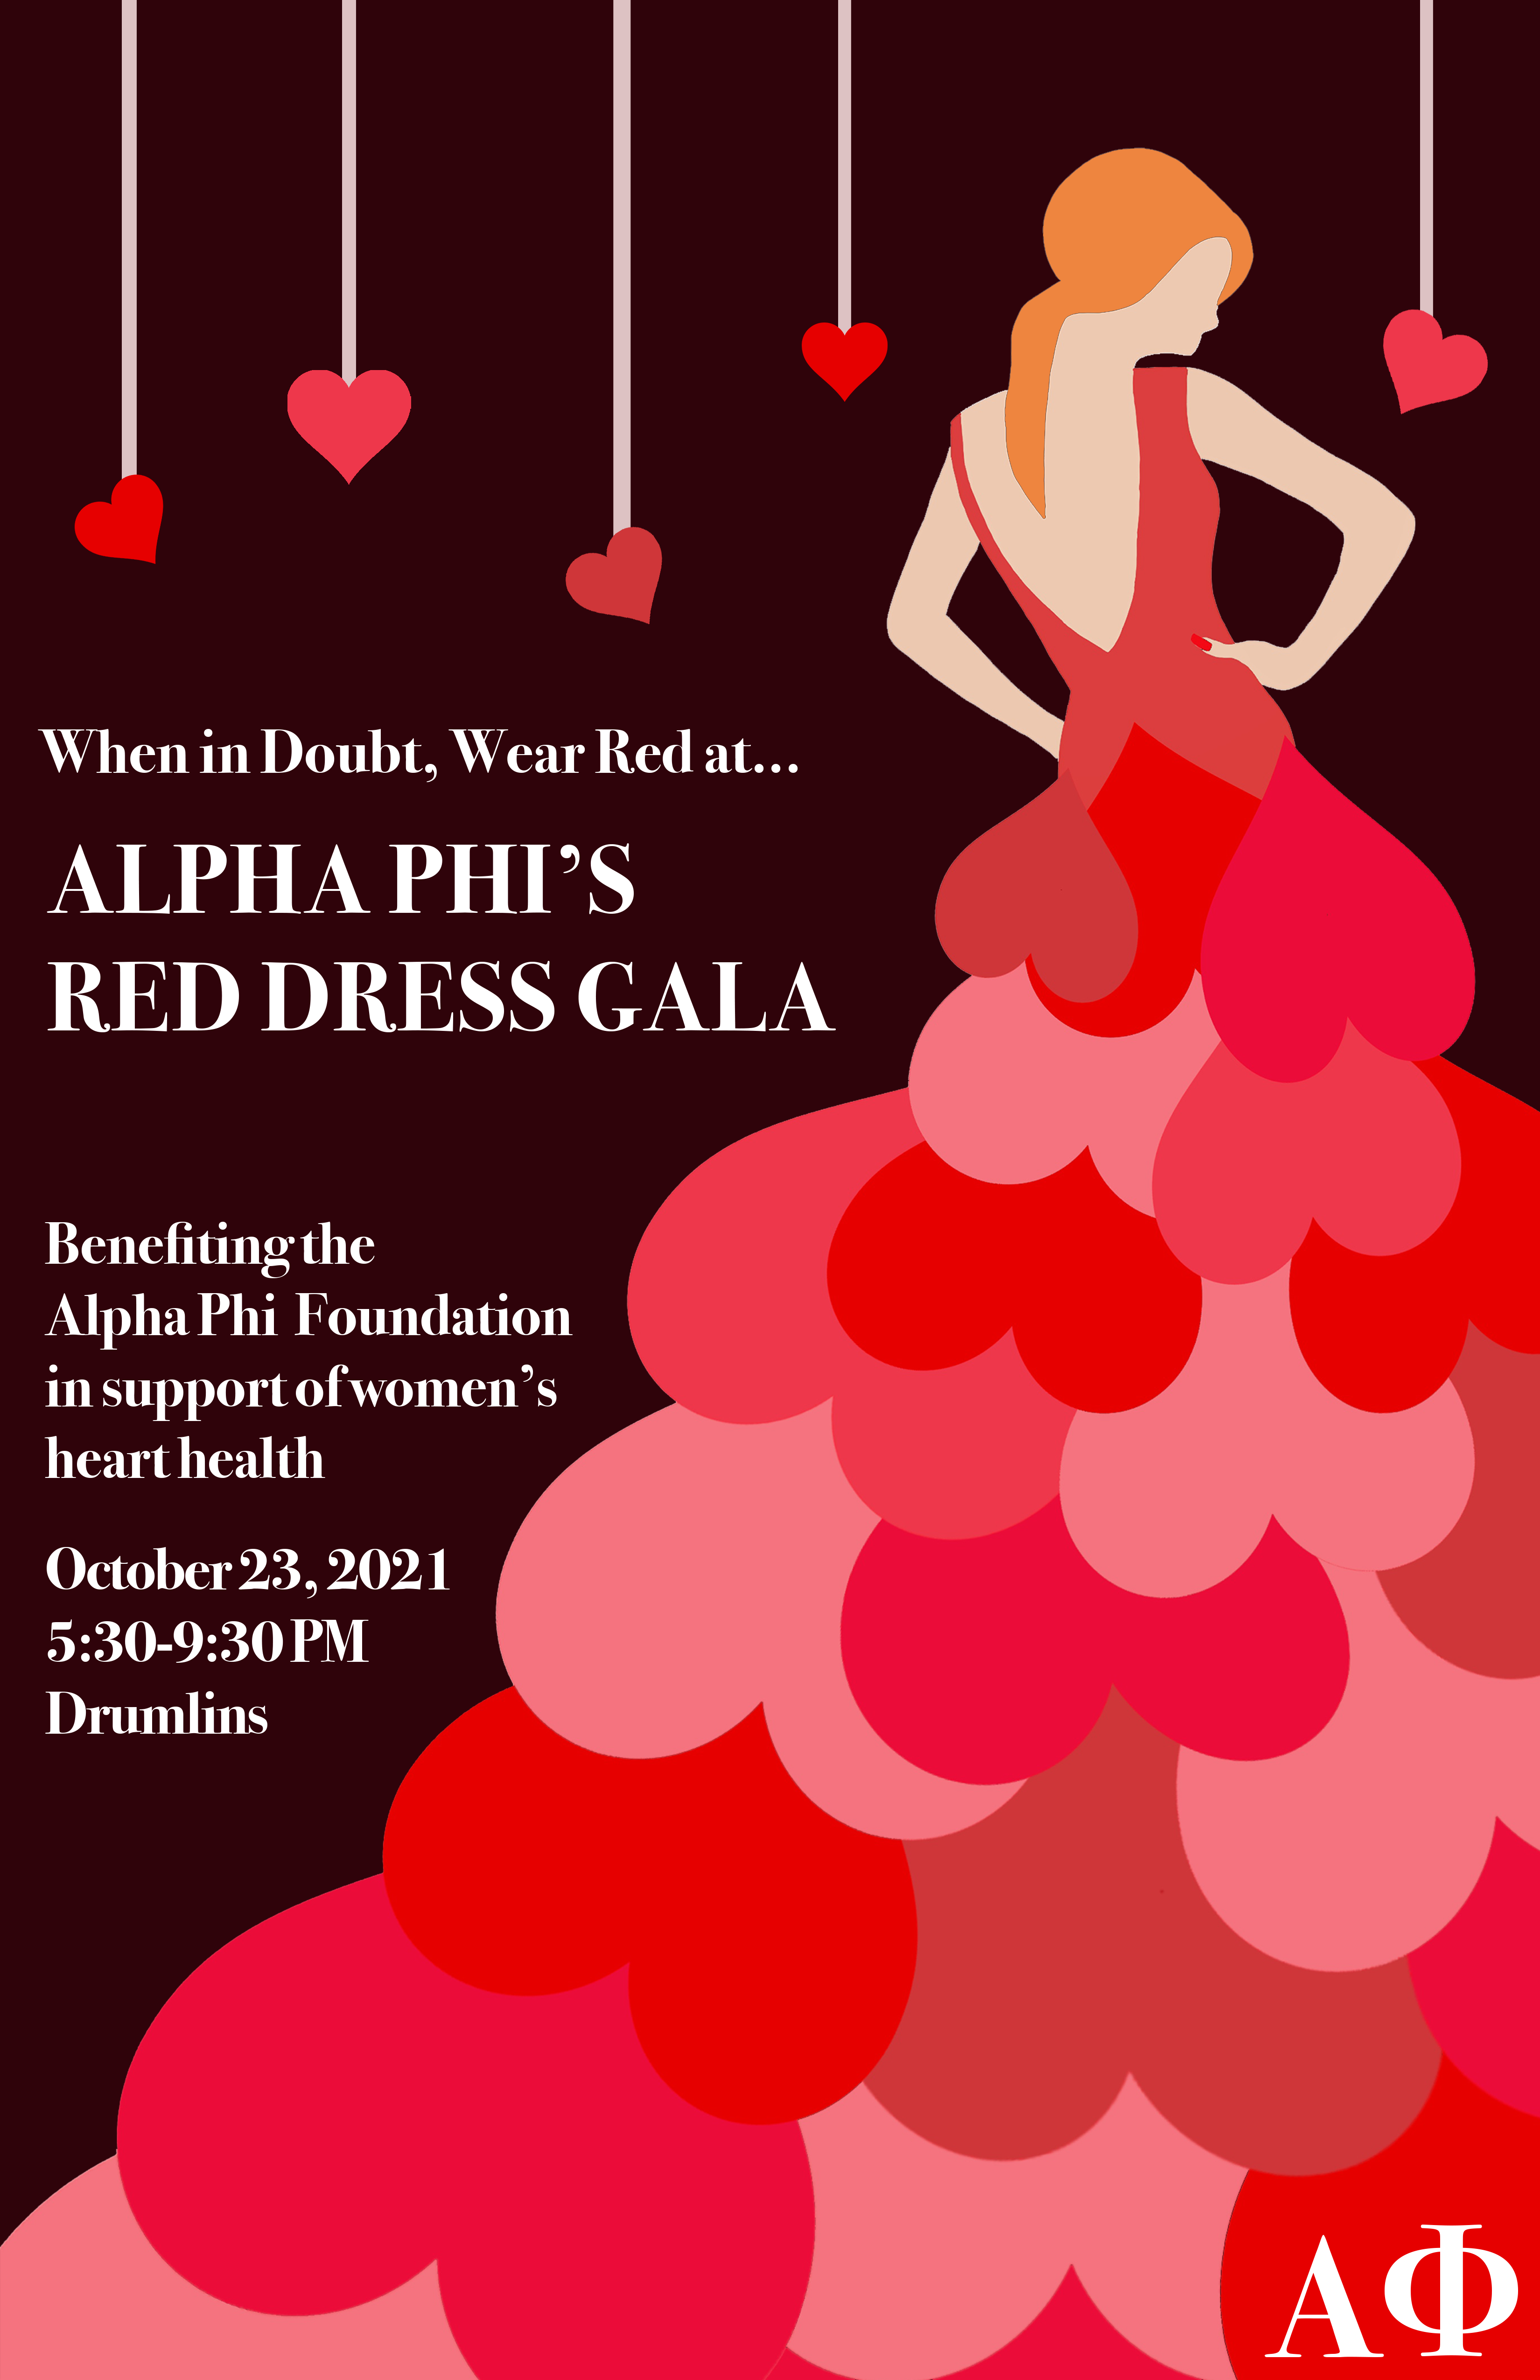 When in Doubt, Wear Red at...
ALPHA PHI’S
RED DRESS GALA
Benefiting the
Alpha Phi Foundation
in support of women’s
heart health
October 23, 2021
5:30-9:30 PM
Drumlins
ΑΦ